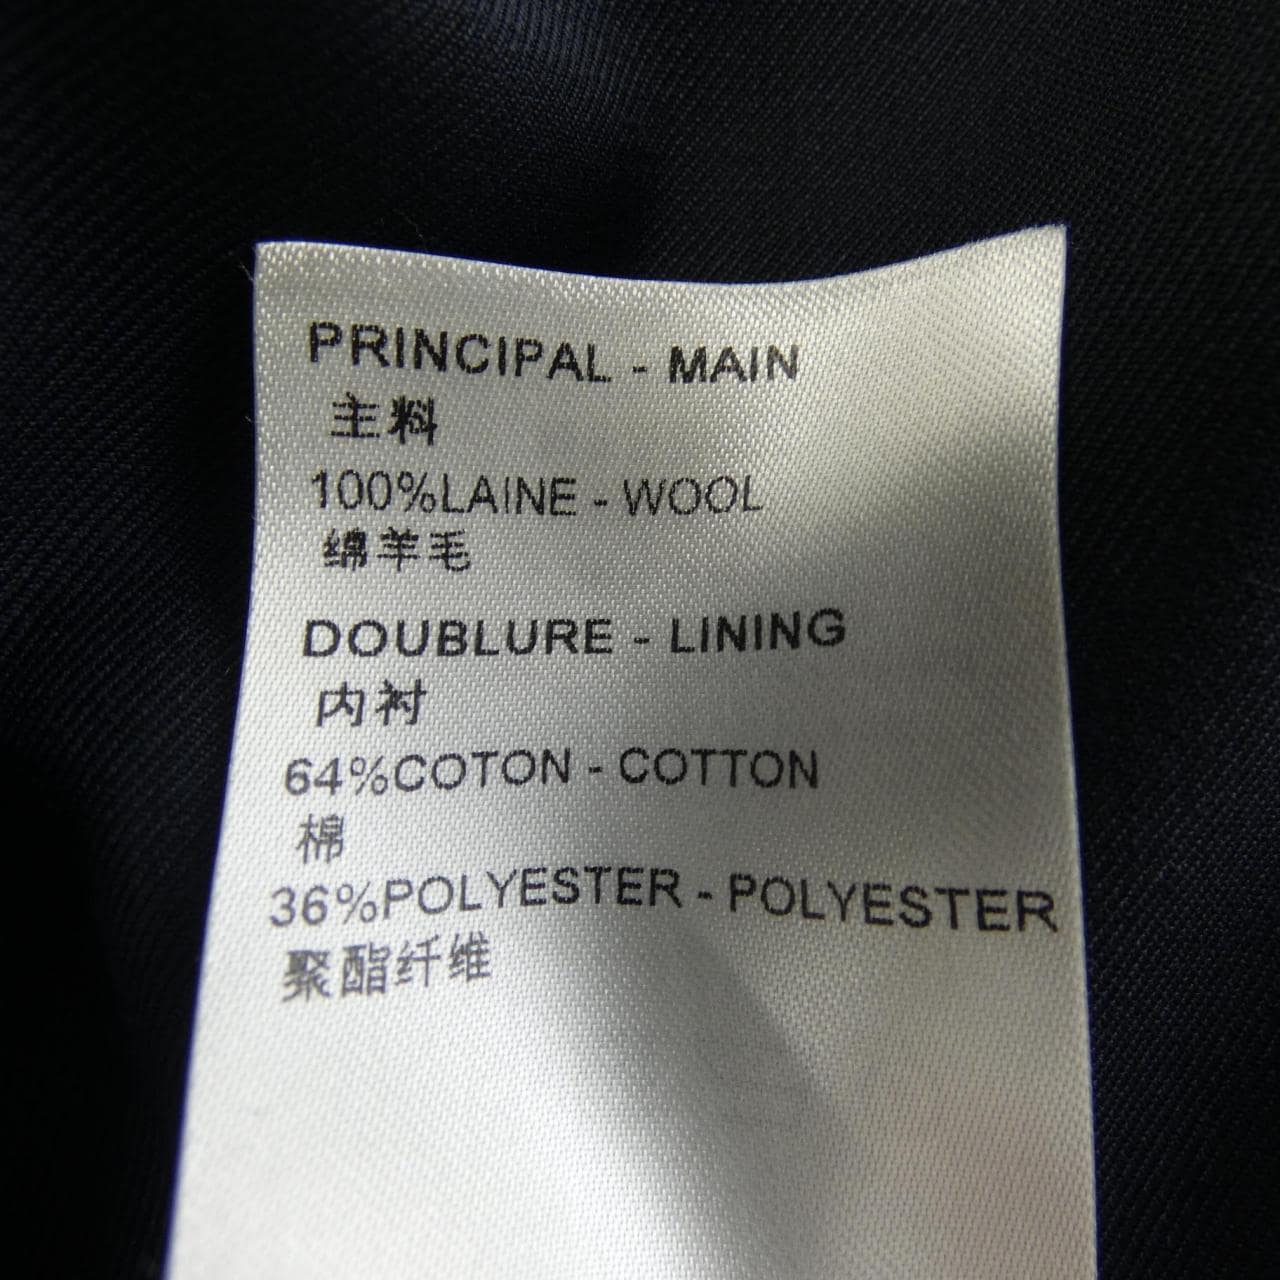 PRINCIPAL - MAIN
主料
100%LAINE - WOOL
绵羊毛
DOUBLURE - LINING
内衬
64%COTON - COTTON
棉
36%POLYESTER - POLYESTER
聚酯纤维